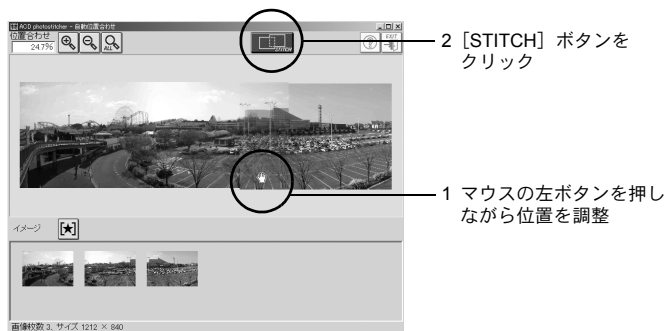 ACD photostitcher - 自動位置合わせ
位置合わせ
24.7%
ALL
STITCH
EXIT
2［STITCH］ボタンを
クリック
1 マウスの左ボタンを押し
ながら位置を調整
イメージ
[★]
画像枚数 3, サイズ 1212 × 840